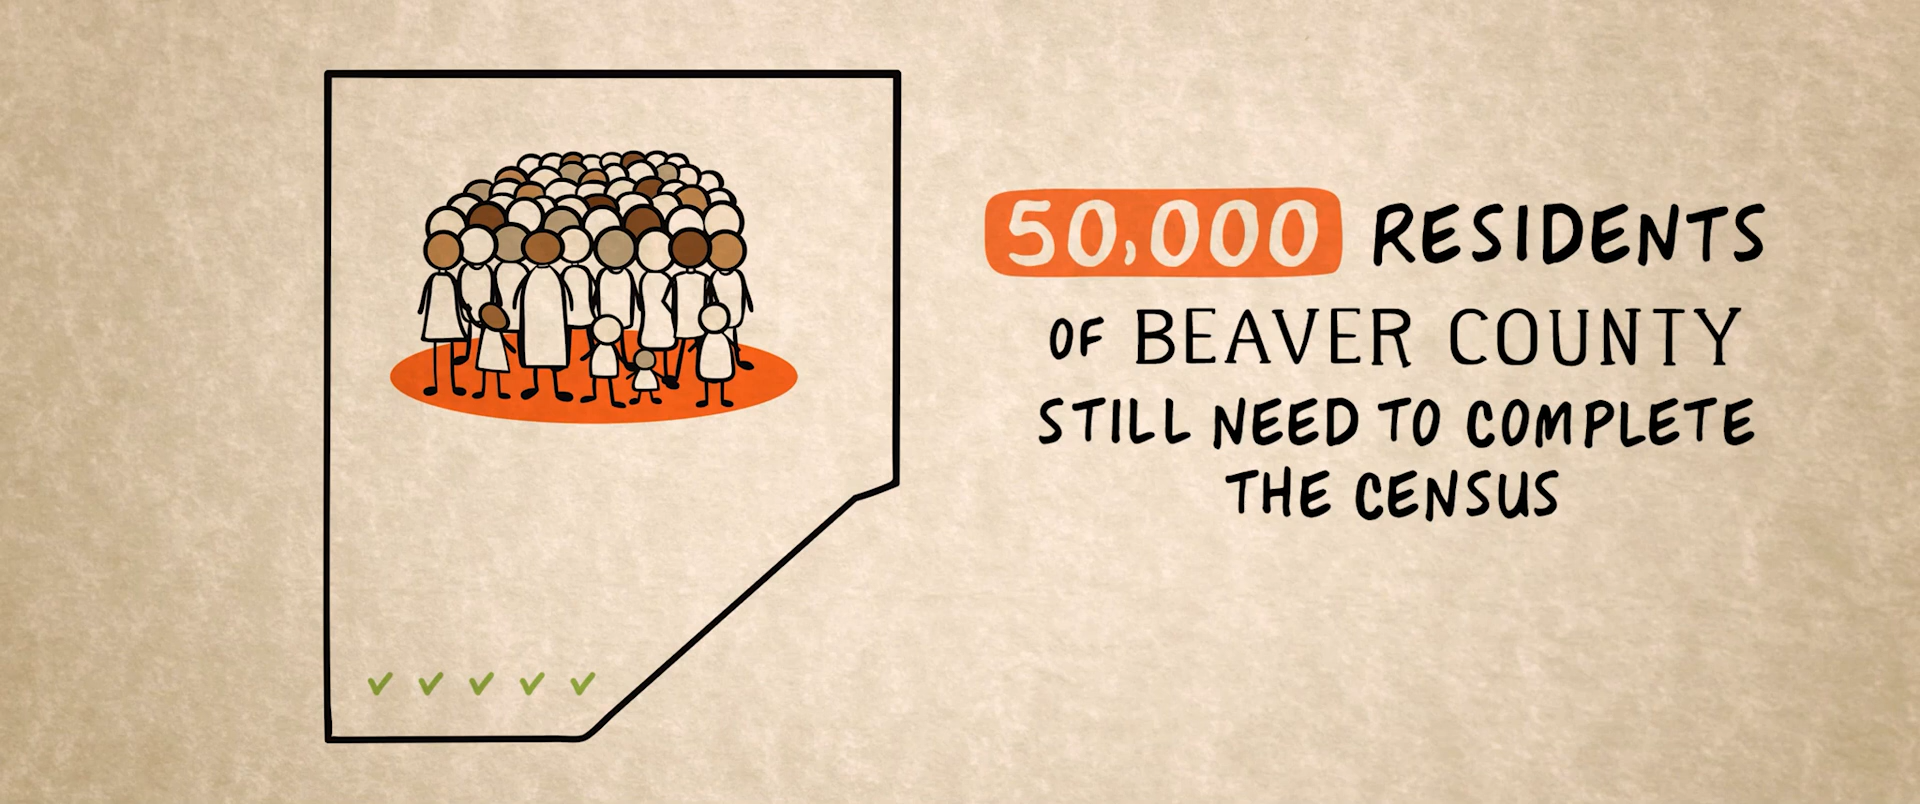 50,000 RESIDENTS
OF BEAVER COUNTY
STILL NEED TO COMPLETE
THE CENSUS